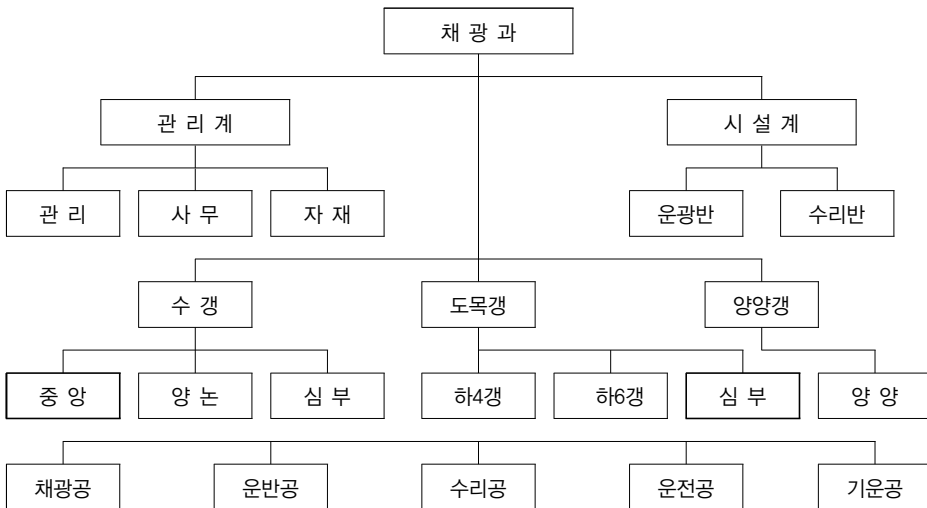 채 광 과
관 리 계 시 설 계
관 리 사 무 자 재 운광반 수리반
수 갱 도목갱 양양갱
중 앙 양 논 심 부 하4갱 하6갱 심 부 양 양
채광공 운반공 수리공 운전공 기운공